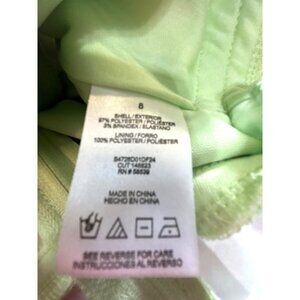 8
SHELL/EXTERIOR
97% POLYESTER / POLIÉSTER
3% SPANDEX / ELASTANO
LINING / FORRO
100% POLYESTER / POLIÉSTER
CUT 148823
RN # 58539
MADE IN CHINA
HECHO EN CHINA
SEE REVERSE FOR CARE
INSTRUCCIONES AL REVERSO